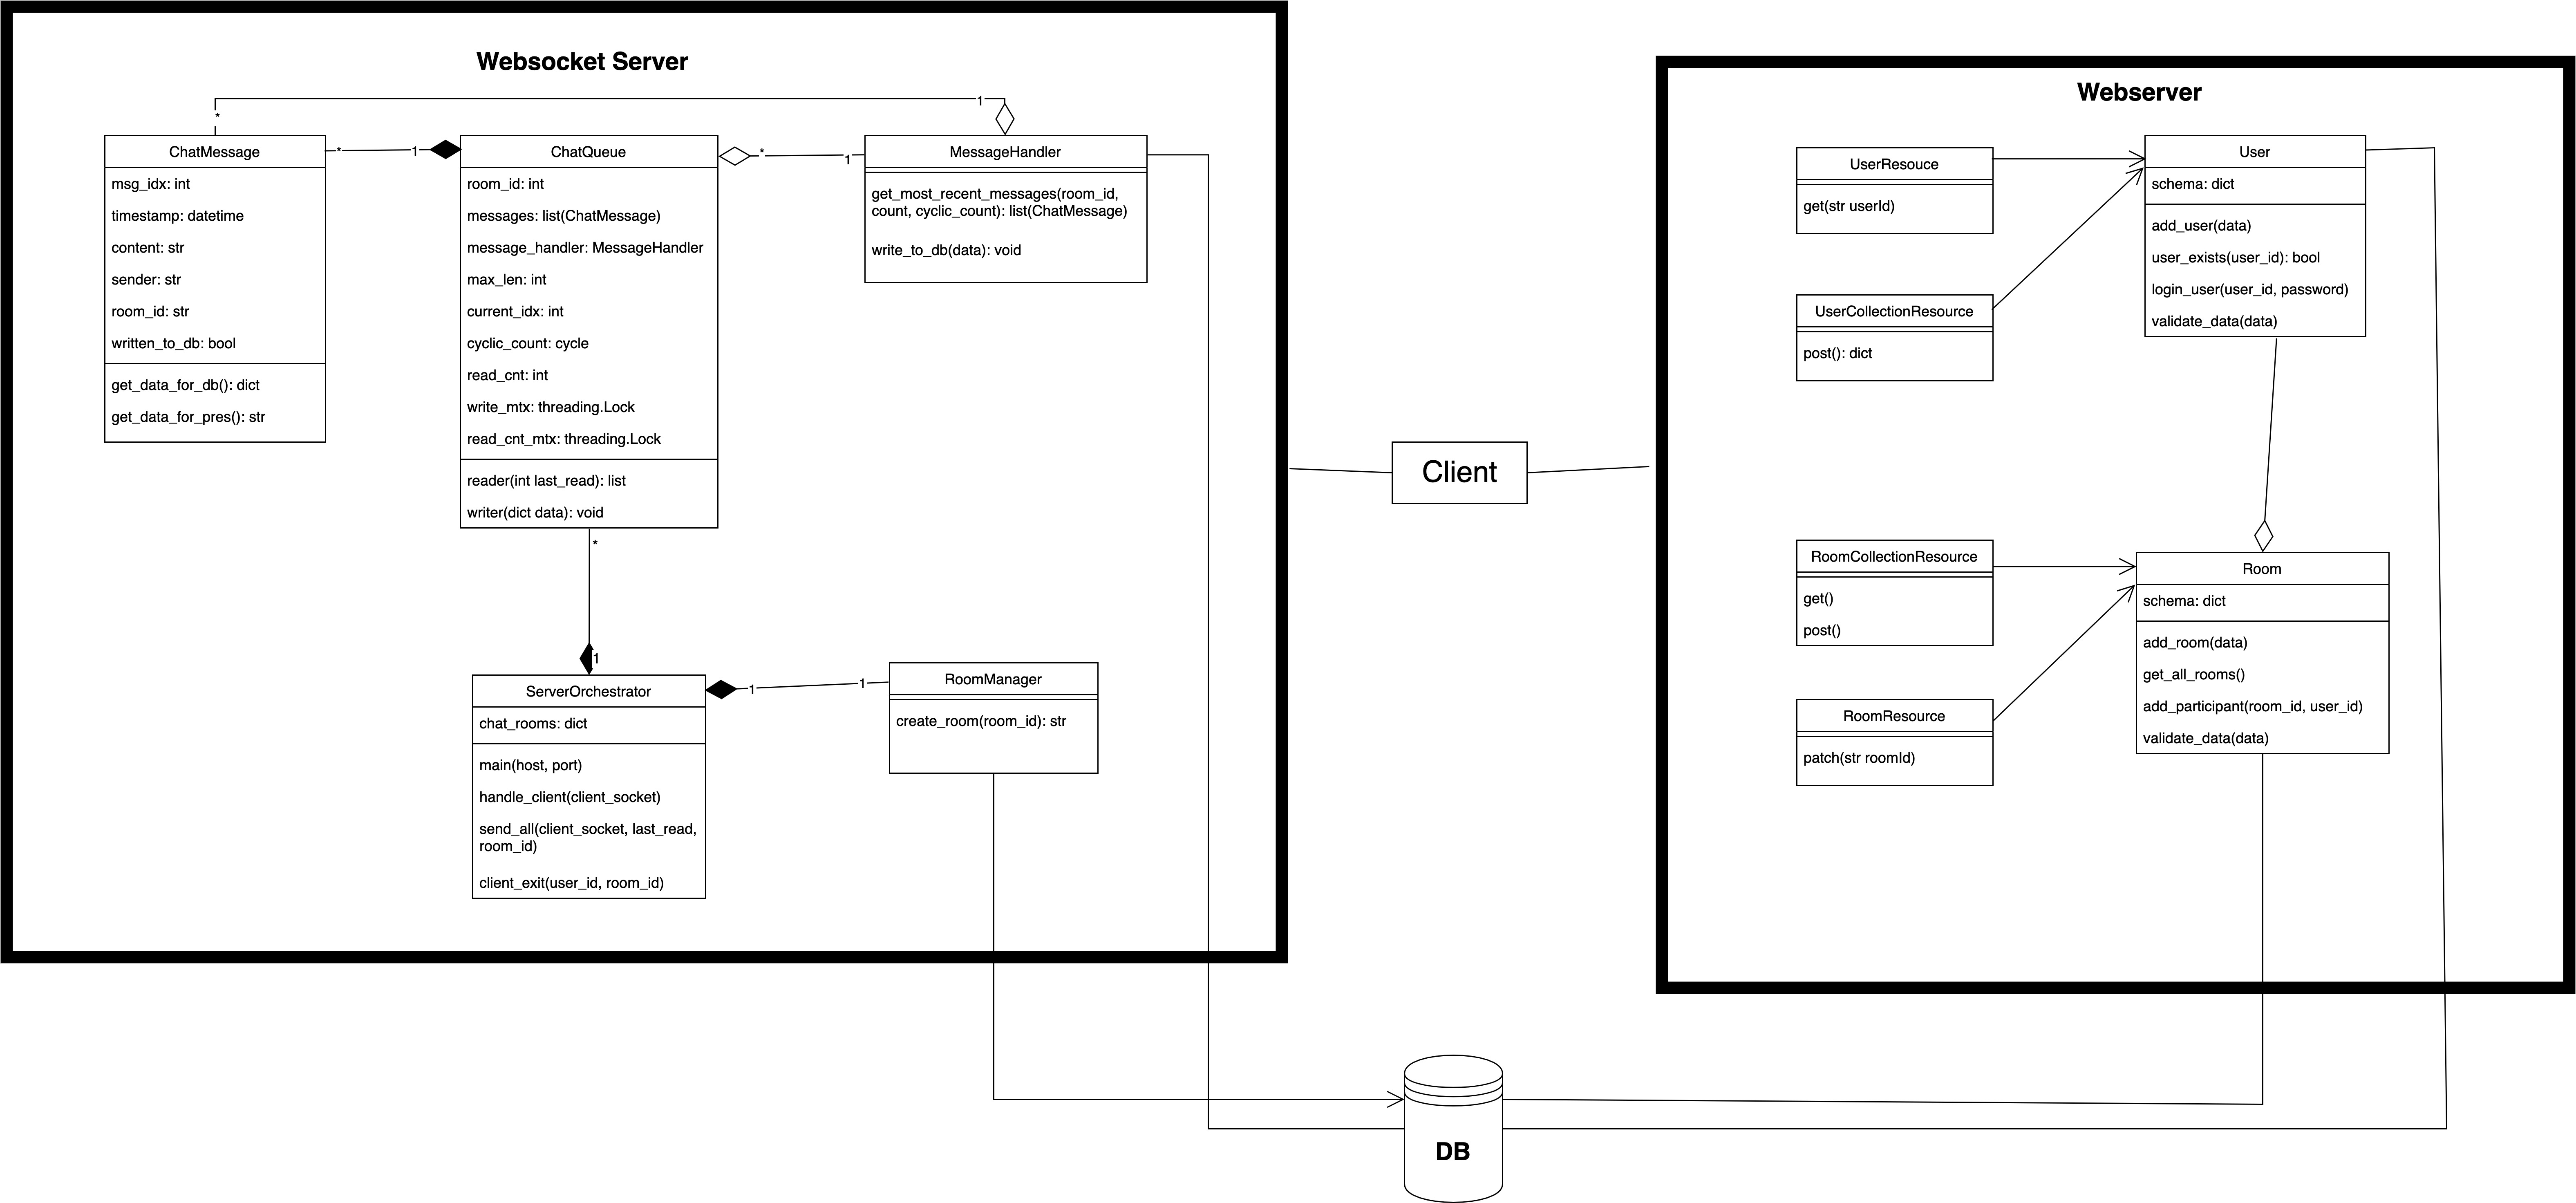 Websocket Server
1
*
ChatMessage
msg_idx: int
timestamp: datetime
content: str
sender: str
room_id: str
written_to_db: bool
get_data_for_db(): dict
get_data_for_pres(): str
*
1
ChatQueue
room_id: int
messages: list(ChatMessage)
message_handler: MessageHandler
max_len: int
current_idx: int
cyclic_count: cycle
read_cnt: int
write_mtx: threading.Lock
read_cnt_mtx: threading.Lock
reader(int last_read): list
writer(dict data): void
*
1
MessageHandler
get_most_recent_messages(room_id,
count, cyclic_count): list(ChatMessage)
write_to_db(data): void
*
1
ServerOrchestrator
chat_rooms: dict
main(host, port)
handle_client(client_socket)
send_all(client_socket, last_read,
room_id)
client_exit(user_id, room_id)
1
1
RoomManager
create_room(room_id): str
Client
Webserver
UserResouce
get(str userId)
UserCollectionResource
post(): dict
User
schema: dict
add_user(data)
user_exists(user_id): bool
login_user(user_id, password)
validate_data(data)
RoomCollectionResource
get()
post()
RoomResource
patch(str roomId)
Room
schema: dict
add_room(data)
get_all_rooms()
add_participant(room_id, user_id)
validate_data(data)
DB